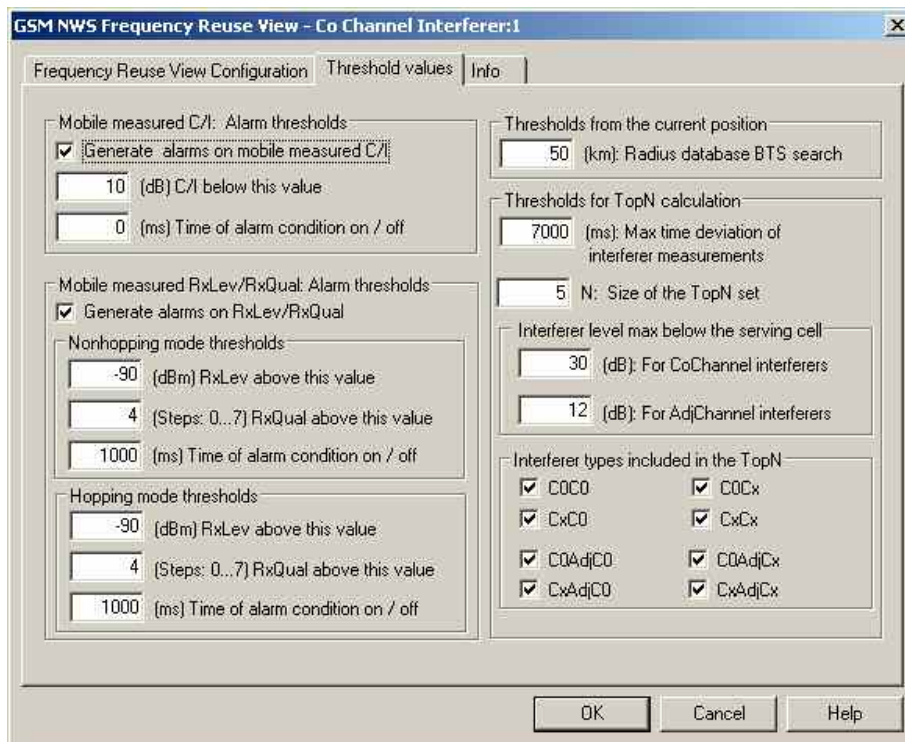 GSM NWS Frequency Reuse View - Co Channel Interferer:1
Frequency Reuse View Configuration
Threshold values
Info
Mobile measured C/I: Alarm thresholds
Generate alarms on mobile measured C/I
10 (dB) C/I below this value
0 (ms) Time of alarm condition on / off
Mobile measured RxLev/RxQual: Alarm thresholds
Generate alarms on RxLev/RxQual
Nonhopping mode thresholds
-90 (dBm) RxLev above this value
4 (Steps: 0...7) RxQual above this value
1000 (ms) Time of alarm condition on / off
Hopping mode thresholds
-90 (dBm) RxLev above this value
4 (Steps: 0...7) RxQual above this value
1000 (ms) Time of alarm condition on / off
Thresholds from the current position
50 (km): Radius database BTS search
Thresholds for TopN calculation
7000 (ms): Max time deviation of
interferer measurements
5 N: Size of the TopN set
Interferer level max below the serving cell
30 (dB): For CoChannel interferers
12 (dB): For AdjChannel interferers
Interferer types included in the TopN
C0C0 C0Cx
CxC0 CxCx
C0AdjC0 C0AdjCx
CxAdjC0 CxAdjCx
OK Cancel Help